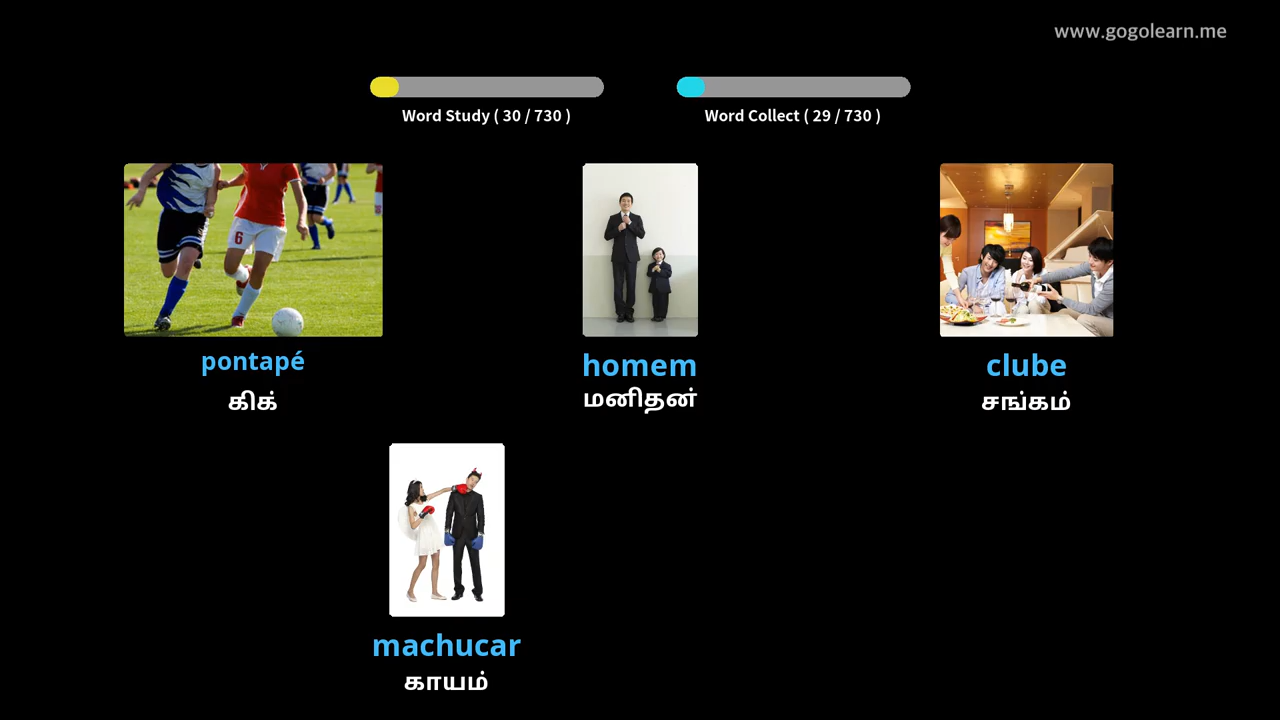 www.gogolearn.me
Word Study ( 30 / 730 )
Word Collect ( 29 / 730 )
pontapé
கிக்
homem
மனிதன்
clube
சங்கம்
machucar
காயம்
6